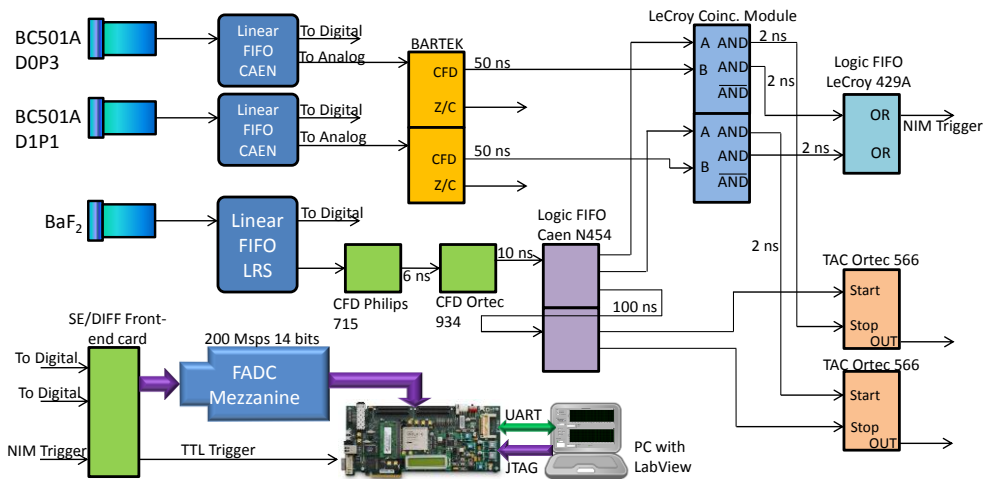 BC501A
D0P3
Linear
FIFO
CAEN
To Digital
To Analog
BARTEK
CFD
50 ns
Z/C
LeCroy Coinc. Module
A AND
B AND
AND
2 ns
2 ns
Logic FIFO
LeCroy 429A
OR
OR
NIM Trigger
BC501A
D1P1
Linear
FIFO
CAEN
To Digital
To Analog
CFD
50 ns
Z/C
A AND
B AND
AND
2 ns
2 ns
BaF2
Linear
FIFO
LRS
To Digital
6 ns
CFD Philips
715
10 ns
CFD Ortec
934
Logic FIFO
Caen N454
100 ns
TAC Ortec 566
Start
Stop
OUT
TAC Ortec 566
Start
Stop
OUT
SE/DIFF Front-
end card
To Digital
To Digital
NIM Trigger
200 Msps 14 bits
FADC
Mezzanine
TTL Trigger
UART
JTAG
PC with
LabView